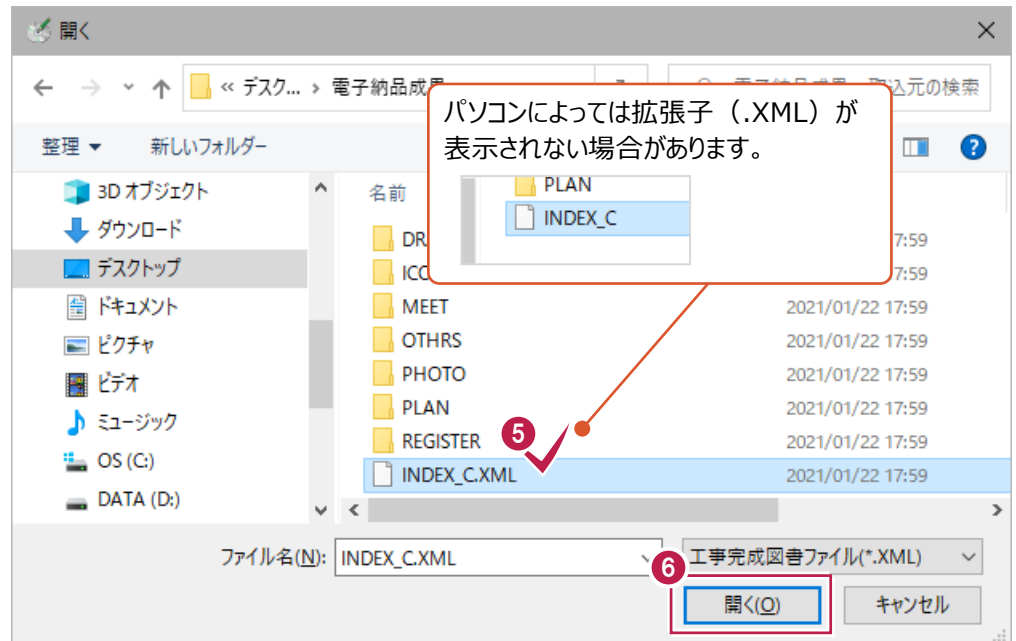 開く
« デスク... › 電子納品成果
取込元の検索
パソコンによっては拡張子（.XML）が
表示されない場合があります。
PLAN
INDEX_C
整理
新しいフォルダー
3D オブジェクト
ダウンロード
デスクトップ
ドキュメント
ピクチャ
ビデオ
ミュージック
OS (C:)
DATA (D:)
名前
DR
7:59
ICO
7:59
MEET
2021/01/22 17:59
OTHRS
2021/01/22 17:59
PHOTO
2021/01/22 17:59
PLAN
2021/01/22 17:59
REGISTER
2021/01/22 17:59
5
INDEX_C.XML
2021/01/22 17:59
ファイル名(N):
INDEX_C.XML
工事完成図書ファイル(*.XML)
6
開く(O)
キャンセル